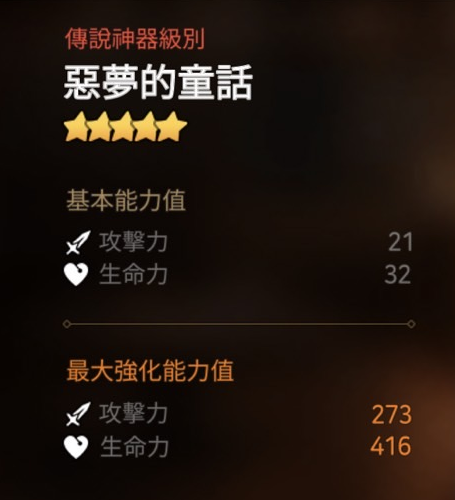 傳說神器級別
惡夢的童話
基本能力值
攻擊力 21
生命力 32
最大強化能力值
攻擊力 273
生命力 416